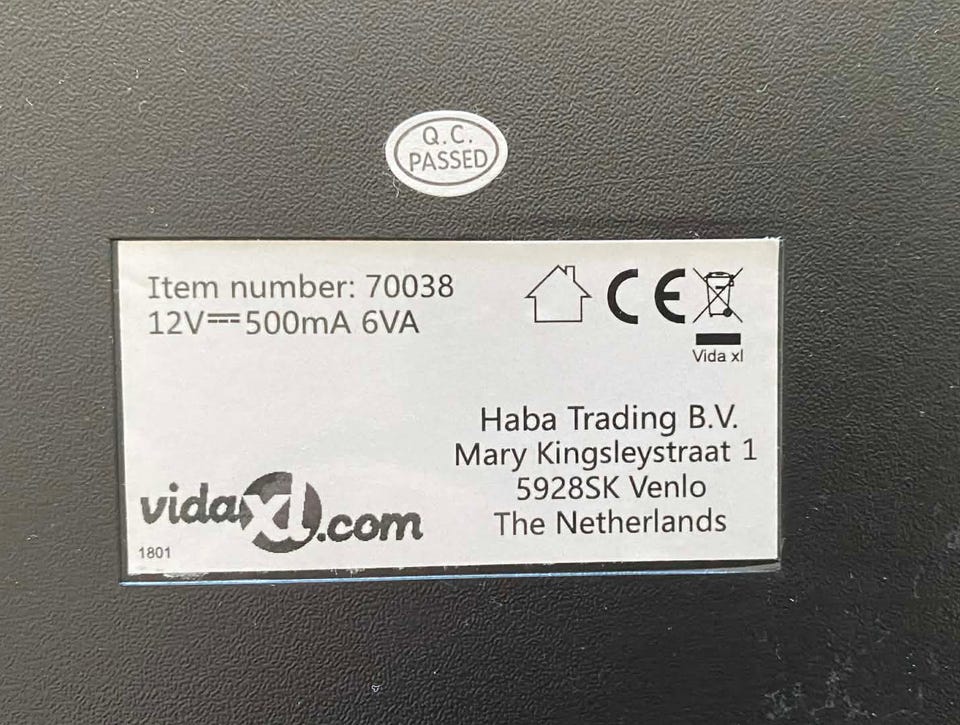 Q.C.
PASSED
Item number: 70038
12V⎓500mA 6VA
CE
Vida xl
Haba Trading B.V.
Mary Kingsleystraat 1
5928SK Venlo
The Netherlands
vidaXL.com
1801